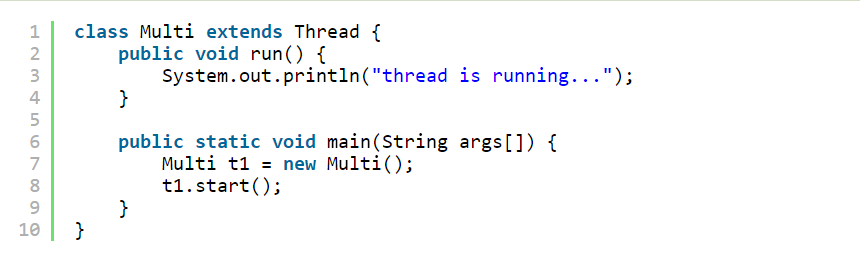 1 class Multi extends Thread {
2     public void run() {
3         System.out.println("thread is running...");
4     }
5
6     public static void main(String args[]) {
7         Multi t1 = new Multi();
8         t1.start();
9     }
10 }